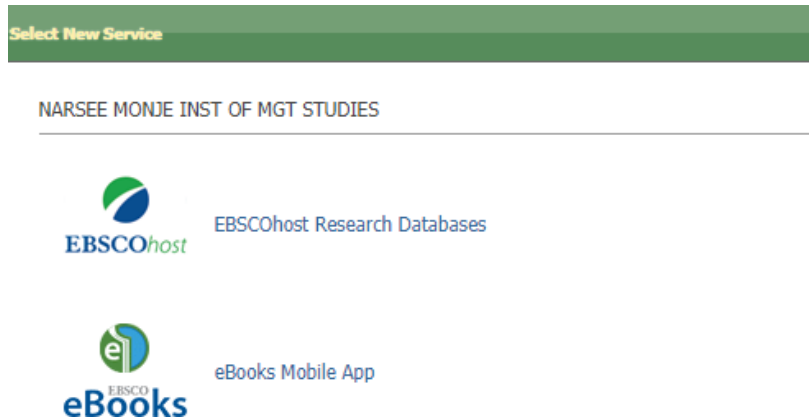 Select New Service
NARSEE MONJE INST OF MGT STUDIES
EBSCOhost
EBSCOhost Research Databases
e
EBSCO
eBooks
eBooks Mobile App